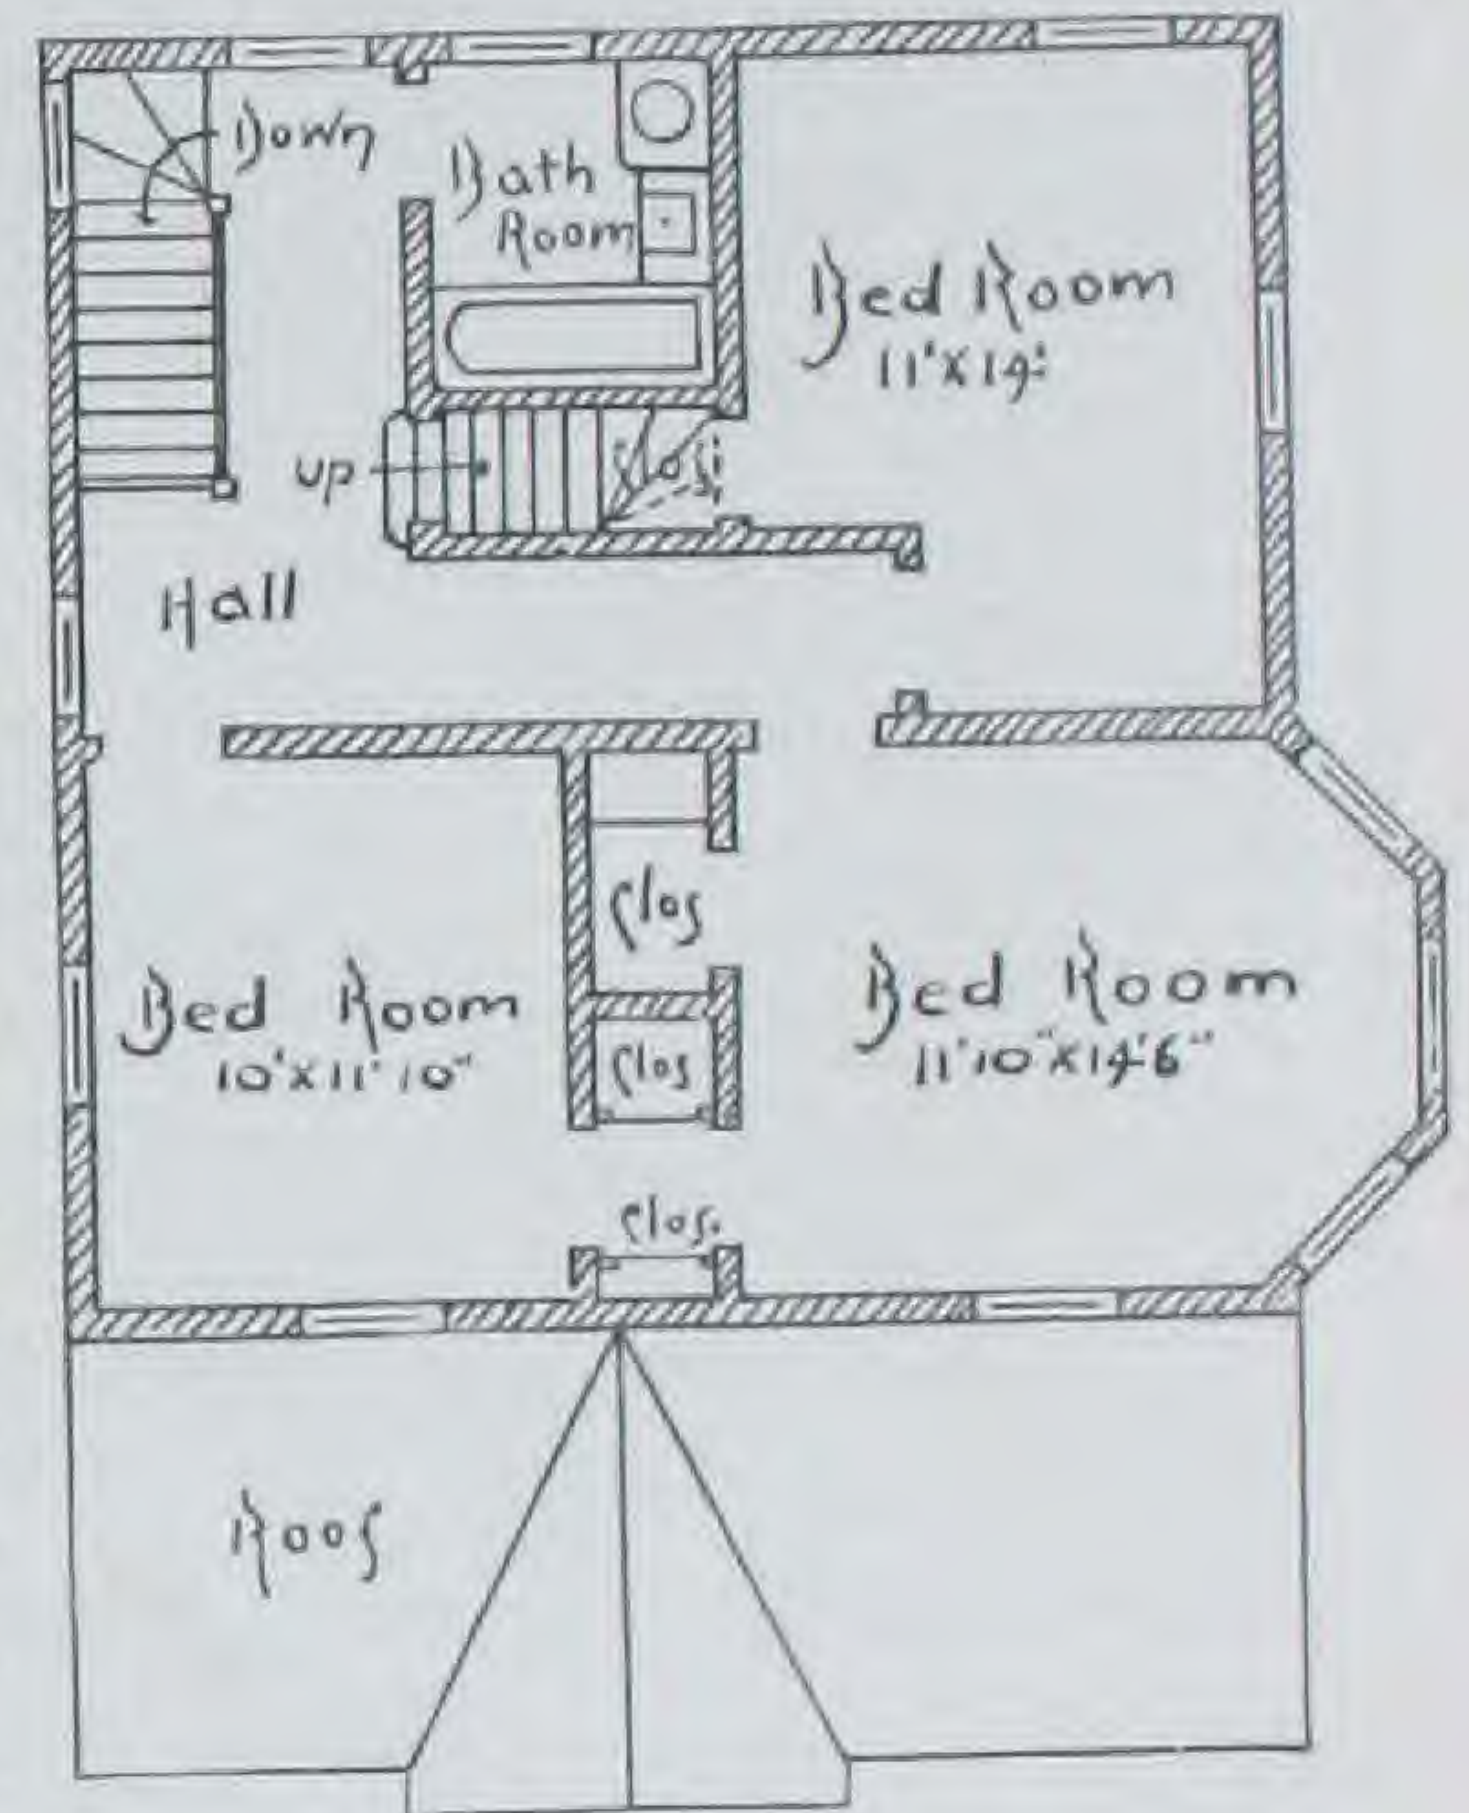 Down
Bath
Room
Bed Room
11'X14'
Up
Clos.
Hall
Clos
Bed Room
10'X11'10"
Bed Room
11'10"X14'6"
Clos
Clos.
Roof